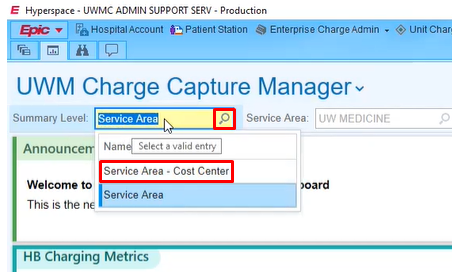 Hyperspace - UWMC ADMIN SUPPORT SERV - Production
Epic Hospital Account Patient Station Enterprise Charge Admin Unit Char
UWM Charge Capture Manager
Summary Level: Service Area Service Area: UW MEDICINE
Announcem
Name Select a valid entry
Service Area - Cost Center
Welcome to board
Service Area
This is the ne
HB Charging Metrics